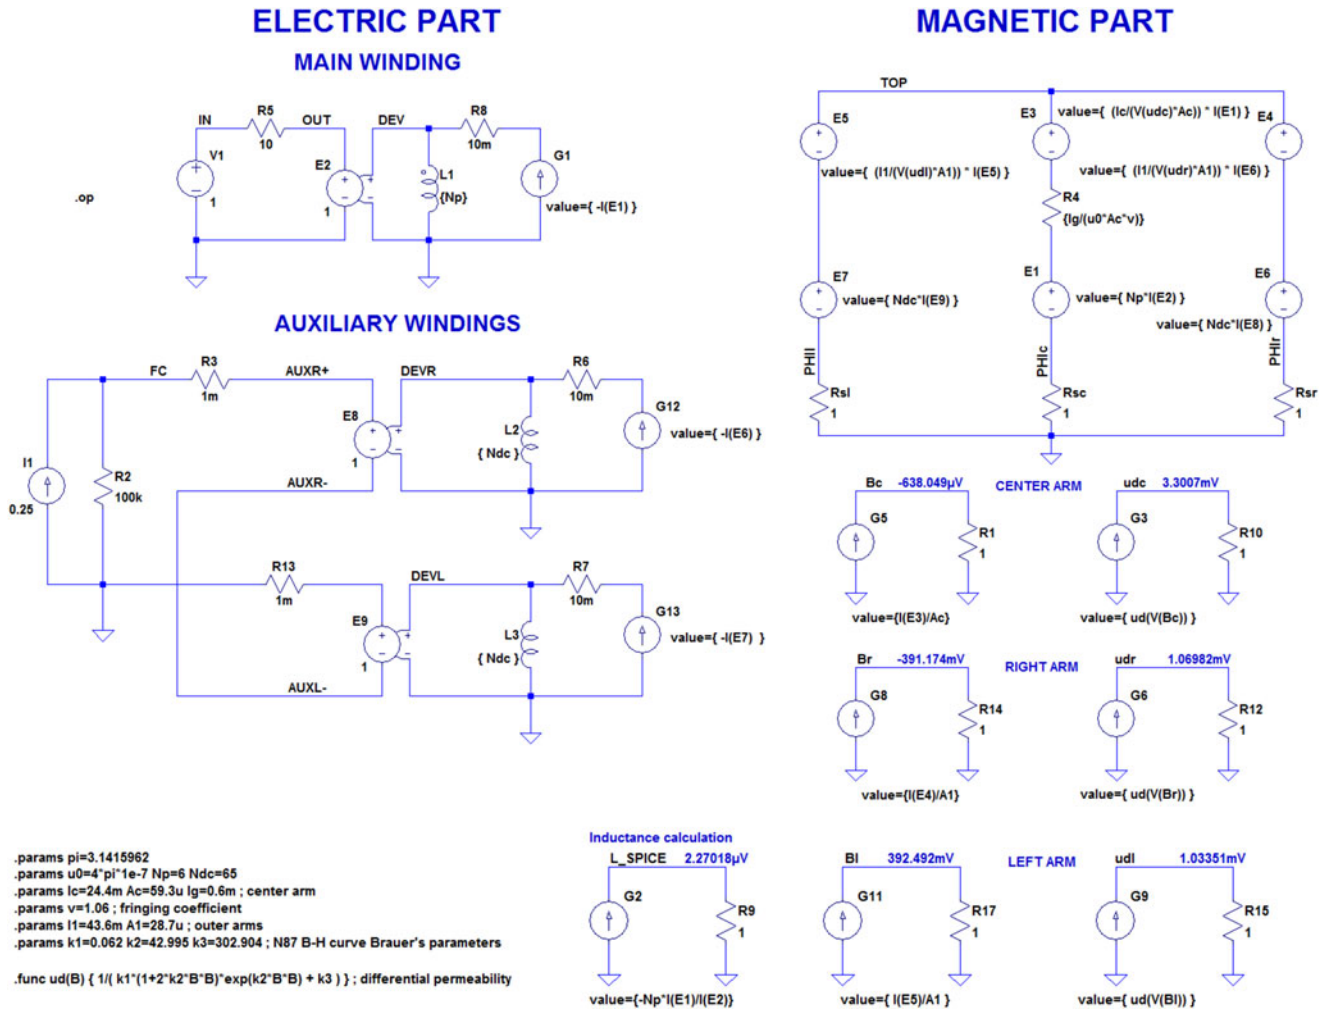 ELECTRIC PART
MAIN WINDING
IN
R5
10
OUT
DEV
R8
10m
V1
1
E2
1
L1
{Np}
G1
value={ -I(E1) }
.op
AUXILIARY WINDINGS
FC
R3
1m
AUXR+
DEVR
R6
10m
E8
1
L2
{ Ndc }
G12
value={ -I(E6) }
I1
0.25
R2
100k
AUXR-
R13
1m
DEVL
R7
10m
E9
1
L3
{ Ndc }
G13
value={ -I(E7) }
AUXL-
MAGNETIC PART
TOP
E5
value={ (l1/(V(udl)*A1)) * I(E5) }
E3
value={ (lc/(V(udc)*Ac)) * I(E1) }
E4
value={ (l1/(V(udr)*A1)) * I(E6) }
R4
{lg/(u0*Ac*v)}
E7
value={ Ndc*I(E9) }
E1
value={ Np*I(E2) }
E6
value={ Ndc*I(E8) }
PHIl
PHIc
PHIr
Rsl
1
Rsc
1
Rsr
1
Bc -638.049µV
CENTER ARM
udc 3.3007mV
G5
R1
1
G3
R10
1
value={I(E3)/Ac}
value={ ud(V(Bc)) }
Br -391.174mV
RIGHT ARM
udr 1.06982mV
G8
R14
1
G6
R12
1
value={I(E4)/A1}
value={ ud(V(Br)) }
Inductance calculation
L_SPICE 2.27018µV
Bl 392.492mV
LEFT ARM
udl 1.03351mV
G2
R9
1
G11
R17
1
G9
R15
1
value={-Np*I(E1)/I(E2)}
value={ I(E5)/A1 }
value={ ud(V(Bl)) }
.params pi=3.1415962
.params u0=4*pi*1e-7 Np=6 Ndc=65
.params lc=24.4m Ac=59.3u lg=0.6m ; center arm
.params v=1.06 ; fringing coefficient
.params l1=43.6m A1=28.7u ; outer arms
.params k1=0.062 k2=42.995 k3=302.904 ; N87 B-H curve Brauer's parameters
.func ud(B) { 1/( k1*(1+2*k2*B*B)*exp(k2*B*B) + k3 ) } ; differential permeability